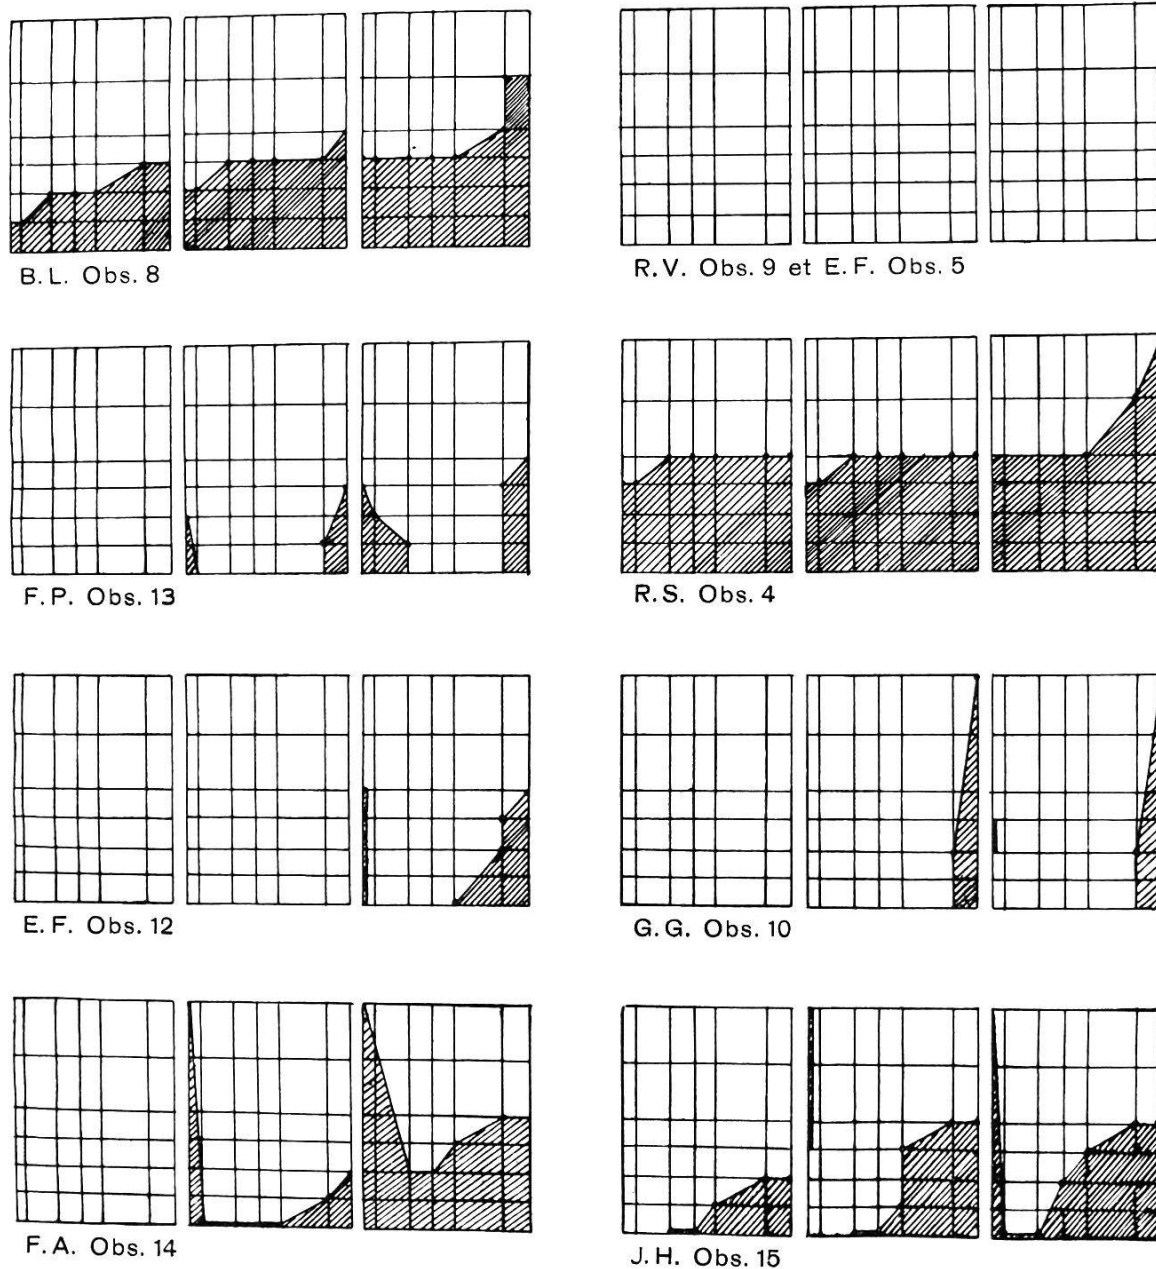 B.L. Obs. 8
R.V. Obs. 9 et E.F. Obs. 5
F.P. Obs. 13
R.S. Obs. 4
E.F. Obs. 12
G.G. Obs. 10
F.A. Obs. 14
J.H. Obs. 15